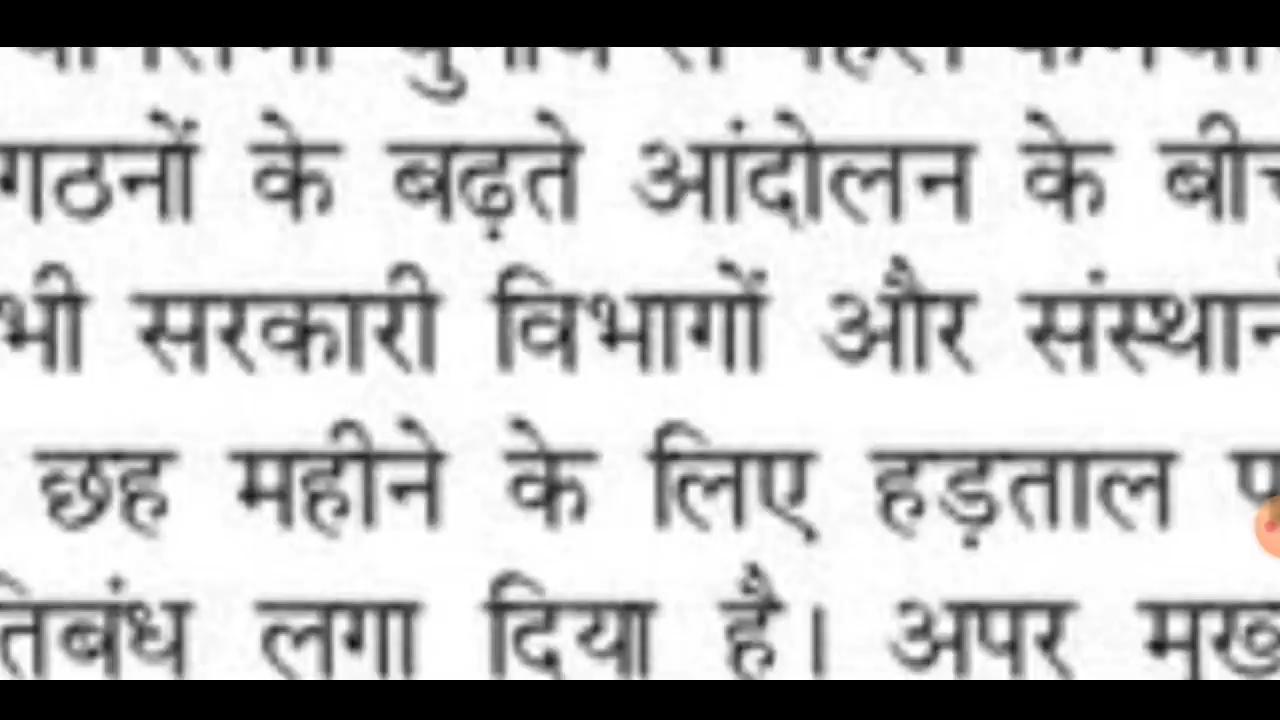 गठनों के बढ़ते आंदोलन के बीच
भी सरकारी विभागों और संस्थान
छह महीने के लिए हड़ताल प
तिबंध लगा दिया है। अपर मुख